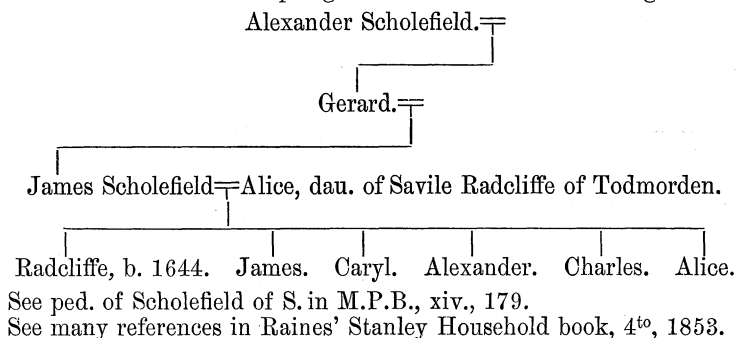 Alexander Scholefield.
Gerard.
James Scholefield=Alice, dau. of Savile Radcliffe of Todmorden.
Radcliffe, b. 1644. James. Caryl. Alexander. Charles. Alice.
See ped. of Scholefield of S. in M.P.B., xiv., 179.
See many references in Raines' Stanley Household book, 4to, 1853.